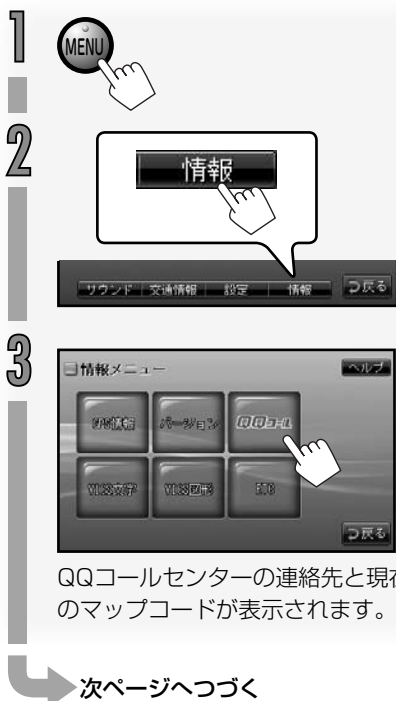 1
MENU
2
情報
サウンド 交通情報 設定 情報 戻る
3
情報メニュー ヘルプ
GPS情報 バージョン QQコール
VICS文字 VICS図形 ETC
戻る
QQコールセンターの連絡先と現在
のマップコードが表示されます。
次ページへつづく